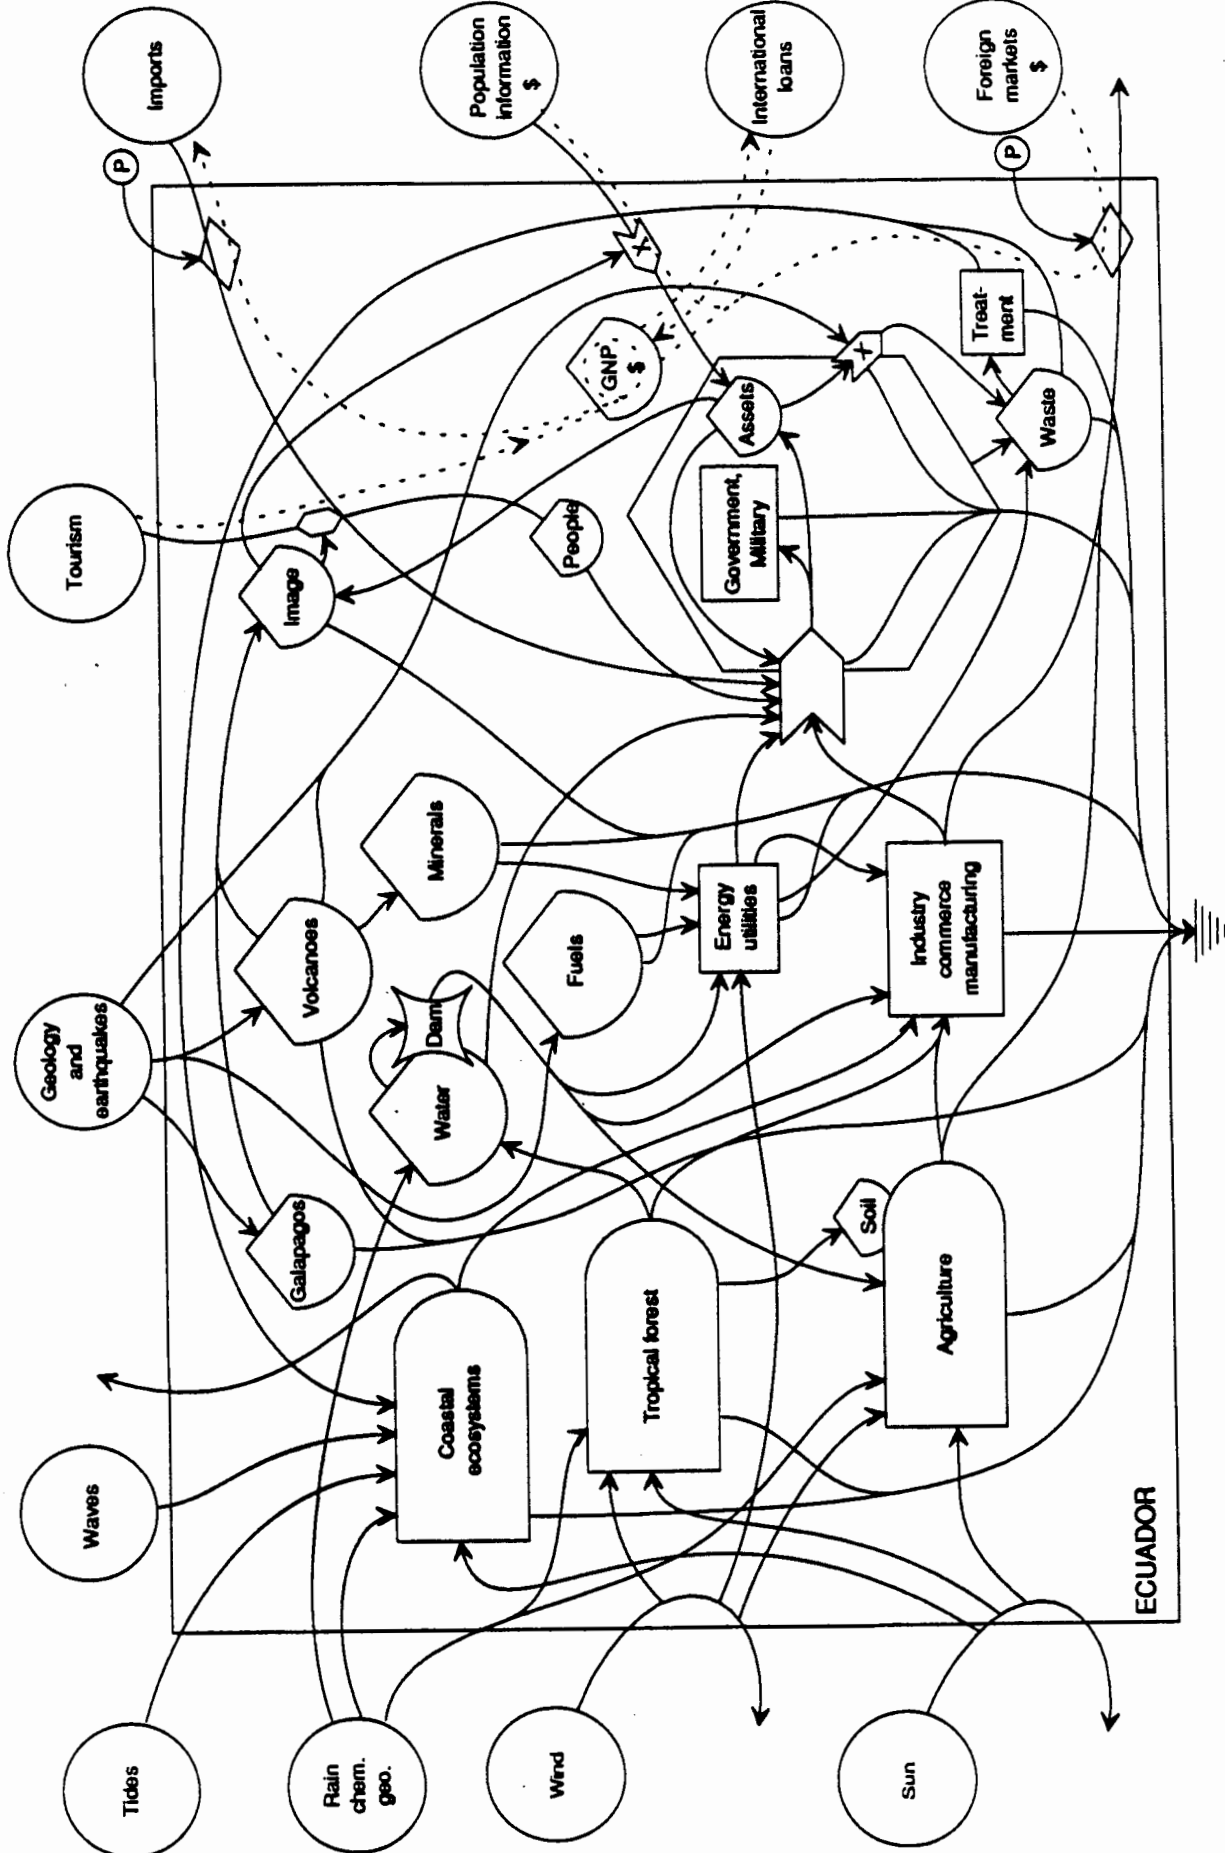 Waves
Geology
and
earthquakes
Tourism
Imports
P
Tides
Galapagos
Volcanoes
Image
Rain
chem.
geo.
Coastal
ecosystems
Water
Dam
Minerals
Population
information
$
People
GNP
$
X
Wind
Tropical forest
Fuels
Energy
utilities
Government,
Military
Assets
International
loans
X
Soil
Sun
Agriculture
Industry
commerce
manufacturing
Waste
Treat-
ment
Foreign
markets
$
P
ECUADOR